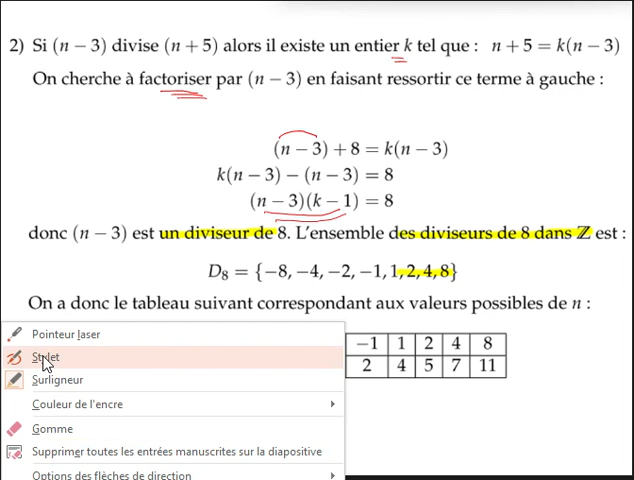 2) Si (n − 3) divise (n + 5) alors il existe un entier k tel que : n + 5 = k(n − 3)
On cherche à factoriser par (n − 3) en faisant ressortir ce terme à gauche :
(n − 3) + 8 = k(n − 3)
k(n − 3) − (n − 3) = 8
(n − 3)(k − 1) = 8
donc (n − 3) est un diviseur de 8. L'ensemble des diviseurs de 8 dans ℤ est :
D₈ = {−8, −4, −2, −1, 1, 2, 4, 8}
On a donc le tableau suivant correspondant aux valeurs possibles de n :
−1 1 2 4 8
2 4 5 7 11
Pointeur laser
Stylet
Surligneur
Couleur de l'encre
Gomme
Supprimer toutes les entrées manuscrites sur la diapositive
Options des flèches de direction